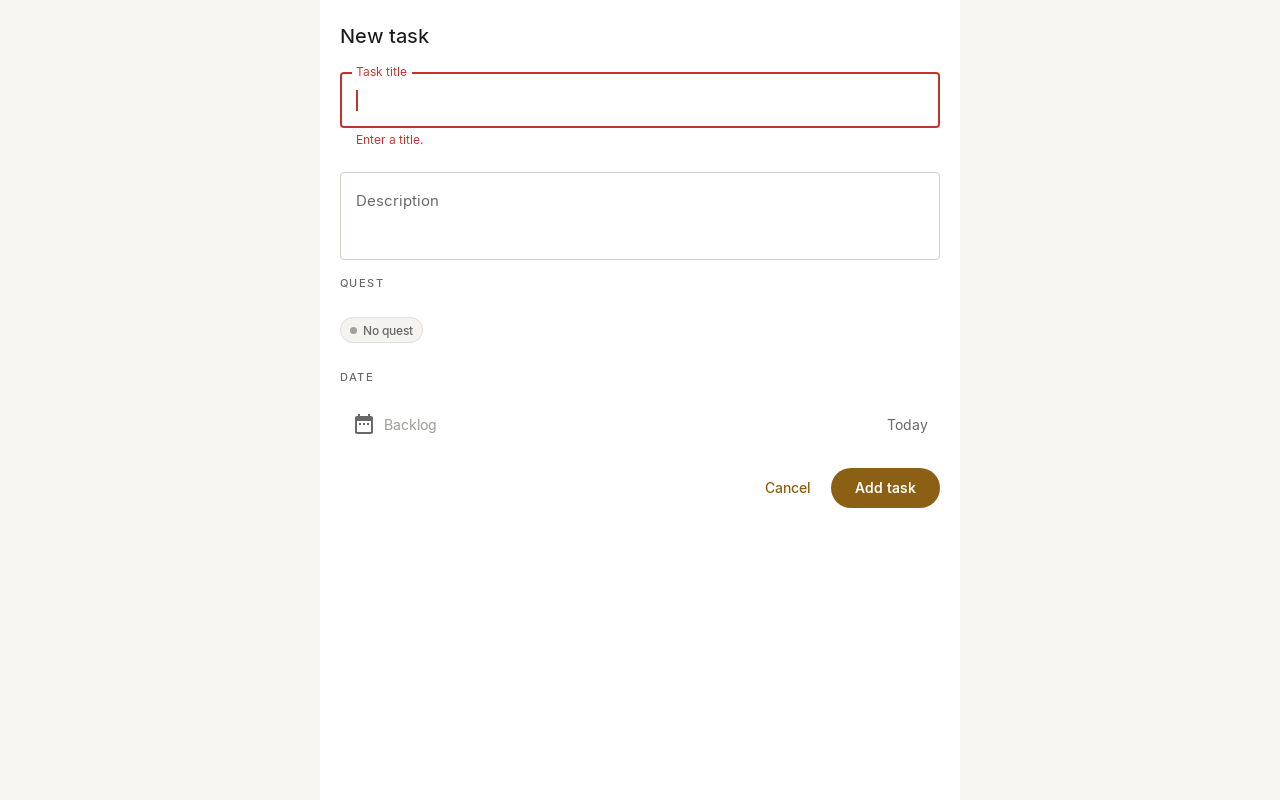 New task
Task title
Enter a title.
Description
QUEST
No quest
DATE
Backlog Today
Cancel Add task